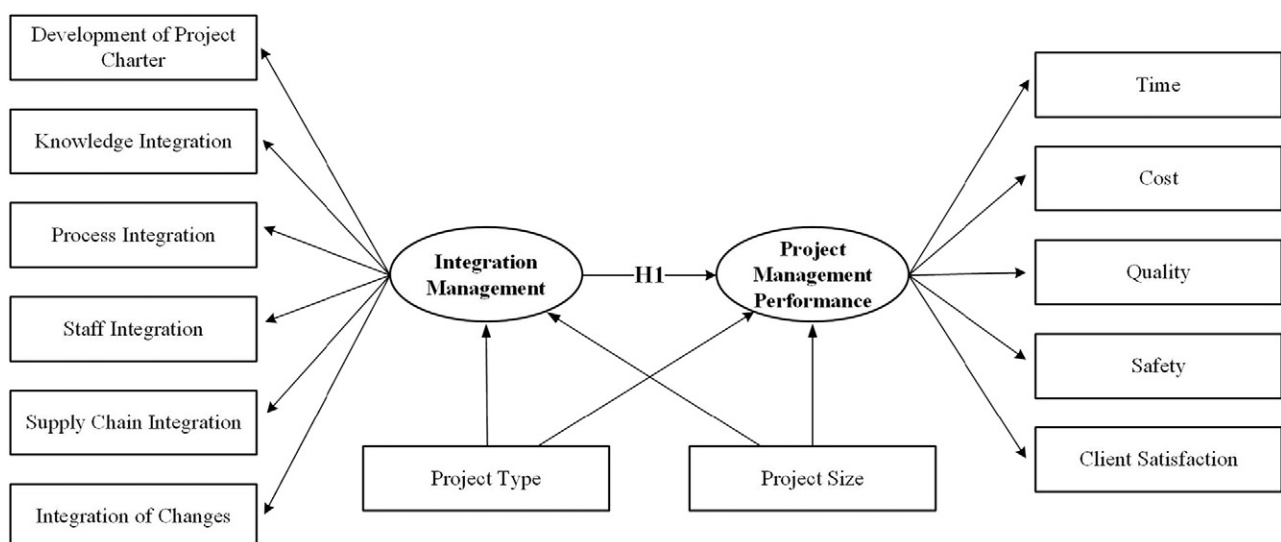 Development of Project
Charter
Knowledge Integration
Process Integration
Staff Integration
Supply Chain Integration
Integration of Changes
Integration
Management
H1
Project
Management
Performance
Project Type
Project Size
Time
Cost
Quality
Safety
Client Satisfaction